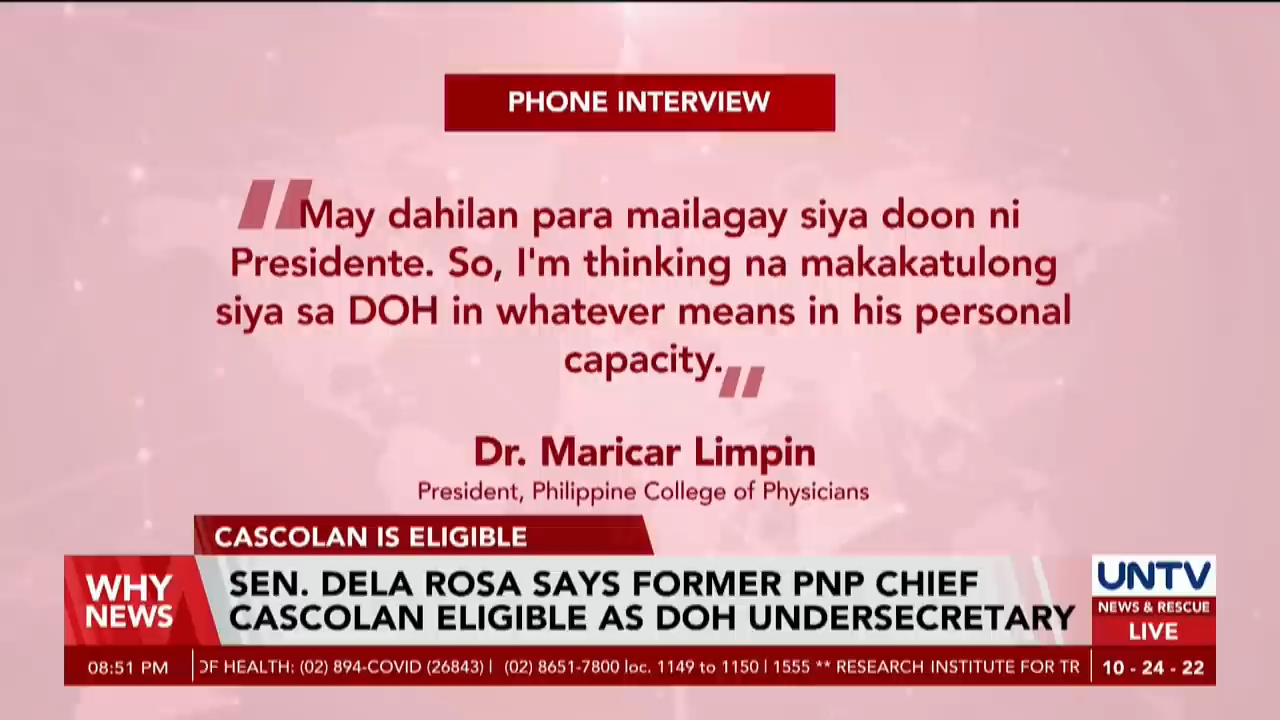 PHONE INTERVIEW
"May dahilan para mailagay siya doon ni
Presidente. So, I'm thinking na makakatulong
siya sa DOH in whatever means in his personal
capacity."
Dr. Maricar Limpin
President, Philippine College of Physicians
CASCOLAN IS ELIGIBLE
WHY
NEWS
SEN. DELA ROSA SAYS FORMER PNP CHIEF
CASCOLAN ELIGIBLE AS DOH UNDERSECRETARY
UNTV
NEWS & RESCUE
LIVE
08:51 PM
OF HEALTH: (02) 894-COVID (26843) | (02) 8651-7800 loc. 1149 to 1150 | 1555 ** RESEARCH INSTITUTE FOR TR
10 - 24 - 22